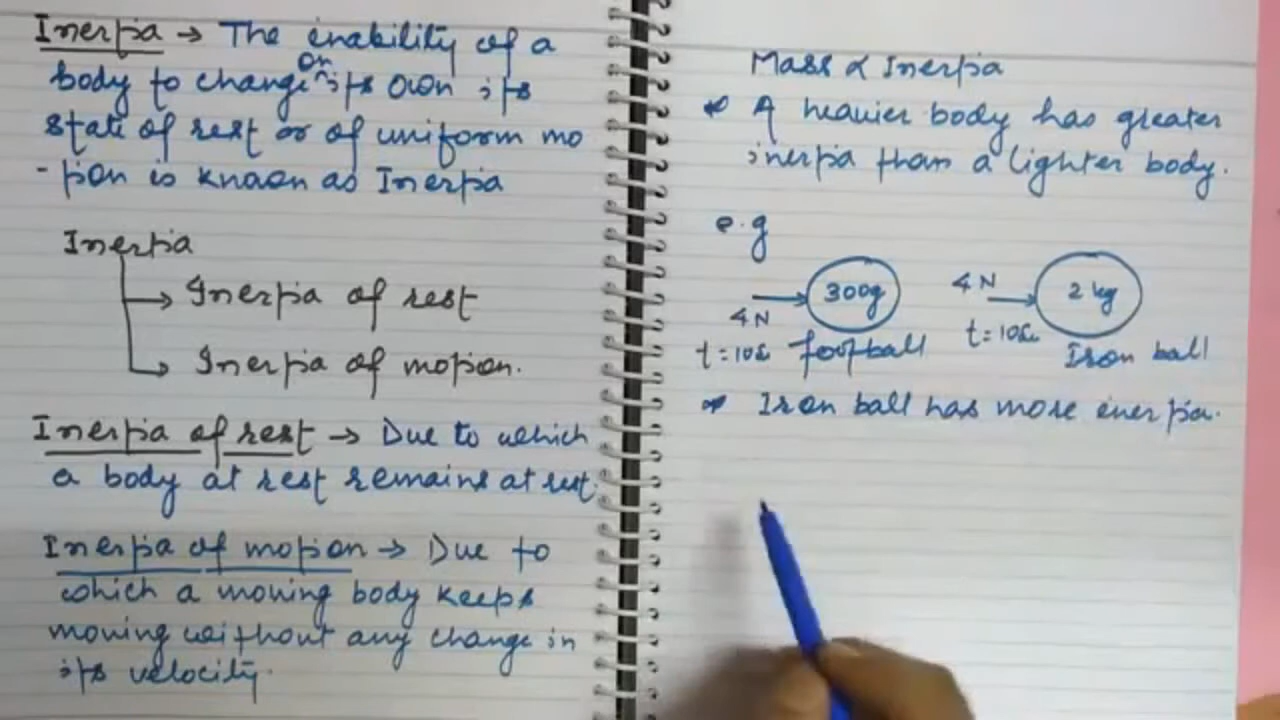 Inertia → The inability of a
body to change on its own its
state of rest or of uniform mo
-tion is known as Inertia
Inertia
→ Inertia of rest
→ Inertia of motion.
Inertia of rest → Due to which
a body at rest remains at rest.
Inertia of motion → Due to
which a moving body keeps
moving without any change in
its velocity.
Mass ∝ Inertia
* A heavier body has greater
inertia than a lighter body.
e.g
300g
4N
t=10s football
4N
2 kg
t=10s
Iron ball
* Iron ball has more inertia.